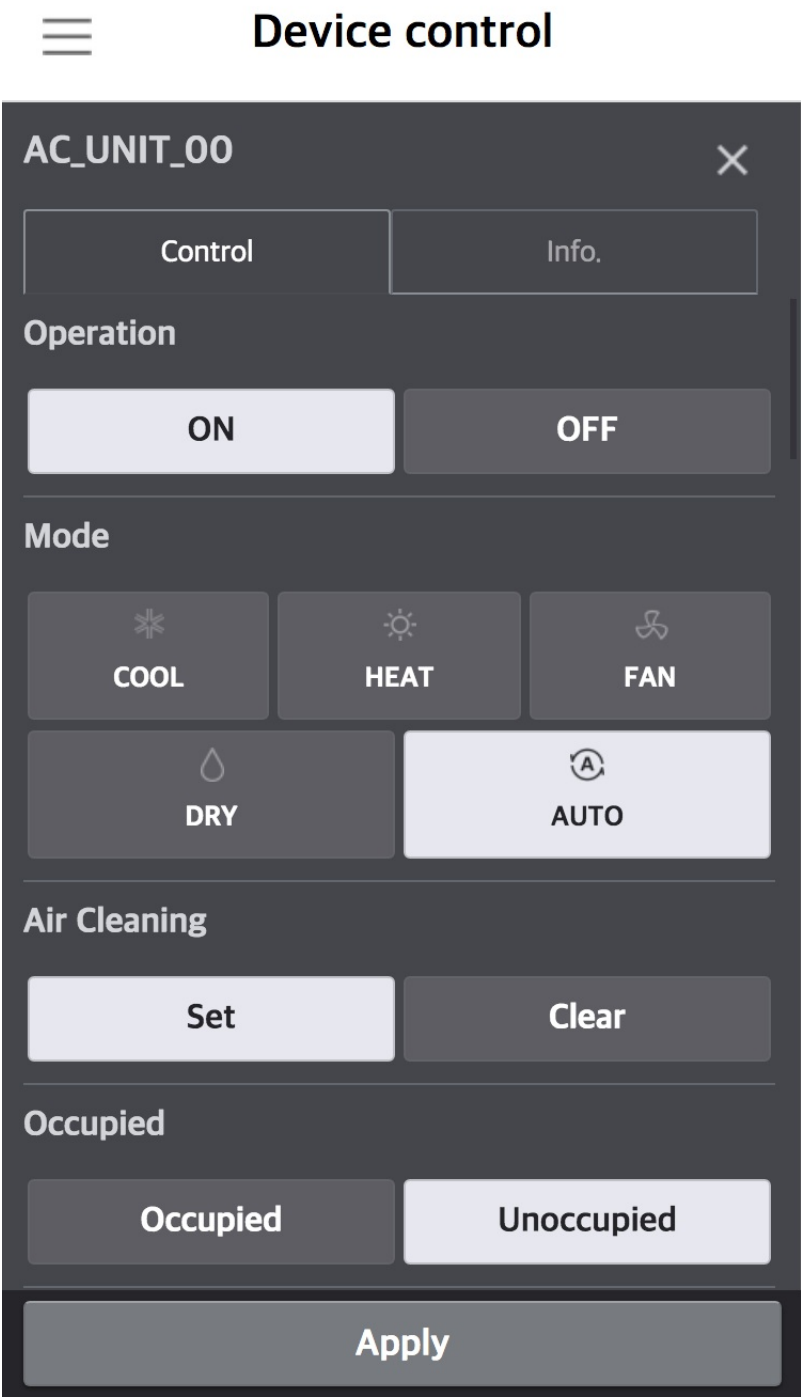 Device control
AC_UNIT_00
Control Info.
Operation
ON OFF
Mode
COOL HEAT FAN
DRY AUTO
Air Cleaning
Set Clear
Occupied
Occupied Unoccupied
Apply